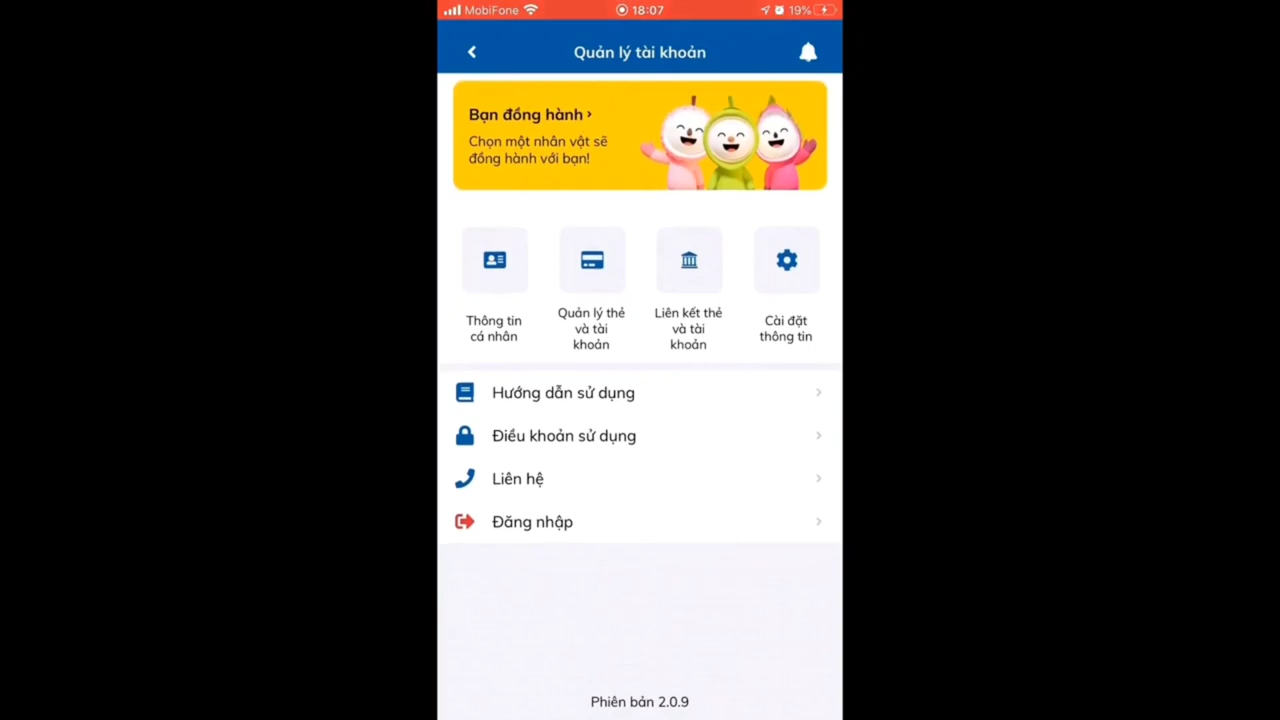 MobiFone 18:07 19%
Quản lý tài khoản
Bạn đồng hành ›
Chọn một nhân vật sẽ
đồng hành với bạn!
Thông tin
cá nhân
Quản lý thẻ
và tài
khoản
Liên kết thẻ
và tài
khoản
Cài đặt
thông tin
Hướng dẫn sử dụng
Điều khoản sử dụng
Liên hệ
Đăng nhập
Phiên bản 2.0.9